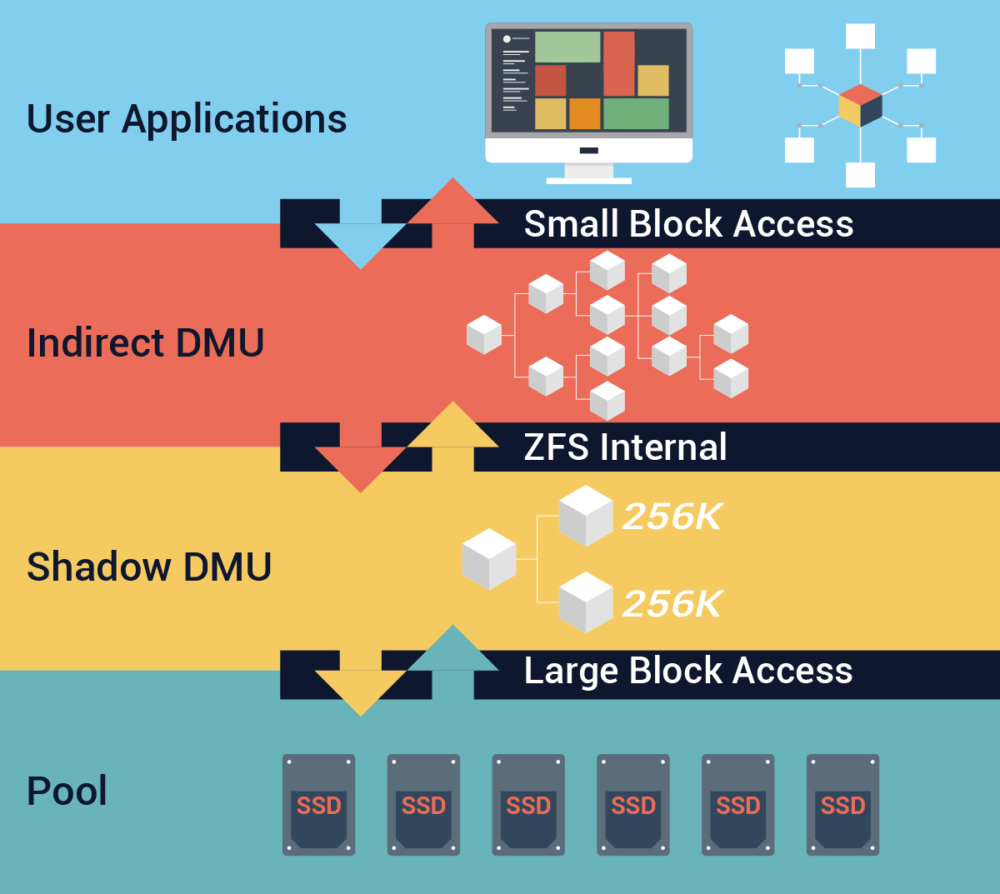 User Applications
Small Block Access
Indirect DMU
ZFS Internal
Shadow DMU
256K
256K
Large Block Access
Pool
SSD SSD SSD SSD SSD SSD